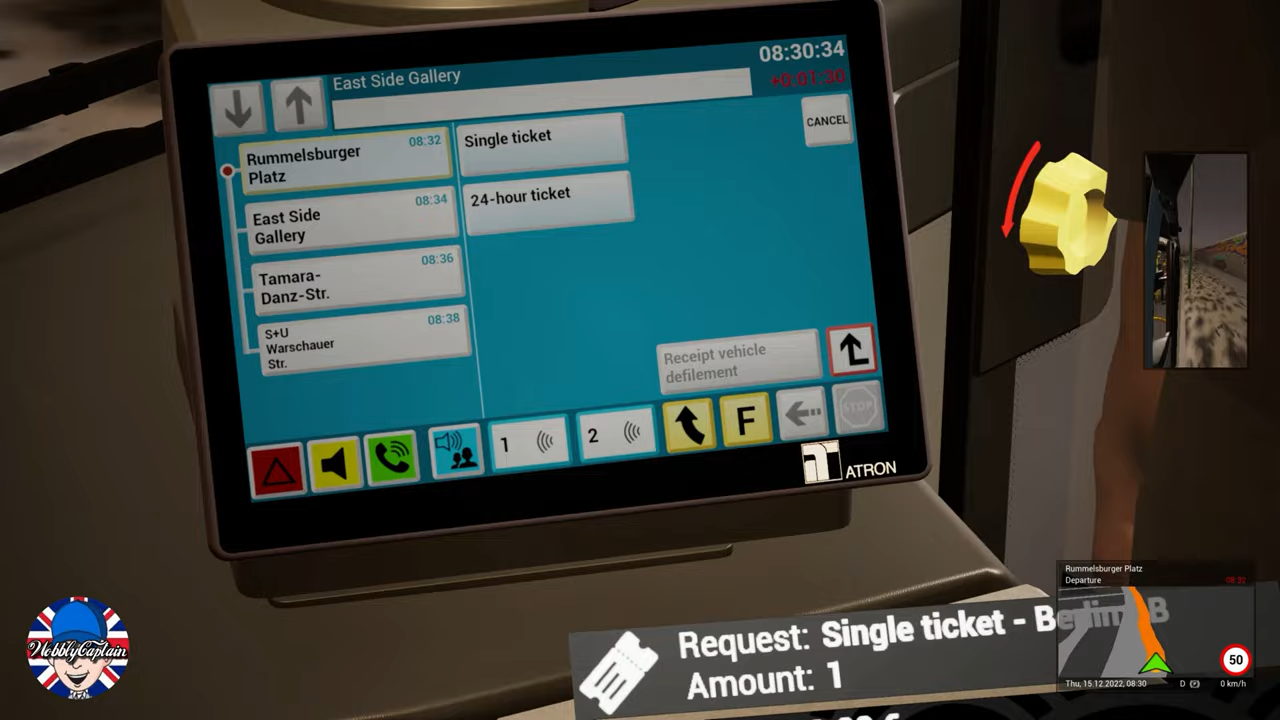 08:30:34
East Side Gallery
+0:01:30
CANCEL
Rummelsburger
Platz
08:32
Single ticket
East Side
Gallery
08:34
24-hour ticket
Tamara-
Danz-Str.
08:36
S+U
Warschauer
Str.
08:38
Receipt vehicle
defilement
1
2
F
STOP
ATRON
NobblyCaptain
Request: Single ticket - Berlin B
Amount: 1
Rummelsburger Platz
Departure
08:32
50
Thu, 15.12.2022, 08:30
D
P
0 km/h